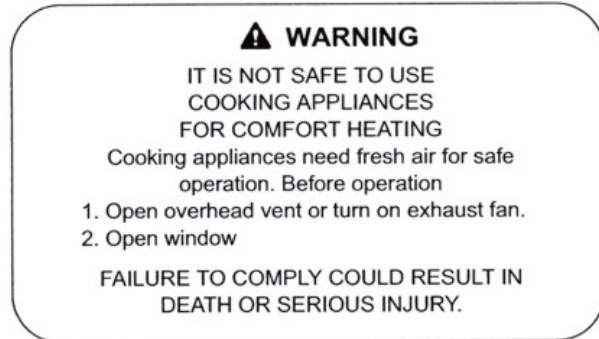 ⚠ WARNING
IT IS NOT SAFE TO USE
COOKING APPLIANCES
FOR COMFORT HEATING
Cooking appliances need fresh air for safe
operation. Before operation
1. Open overhead vent or turn on exhaust fan.
2. Open window
FAILURE TO COMPLY COULD RESULT IN
DEATH OR SERIOUS INJURY.